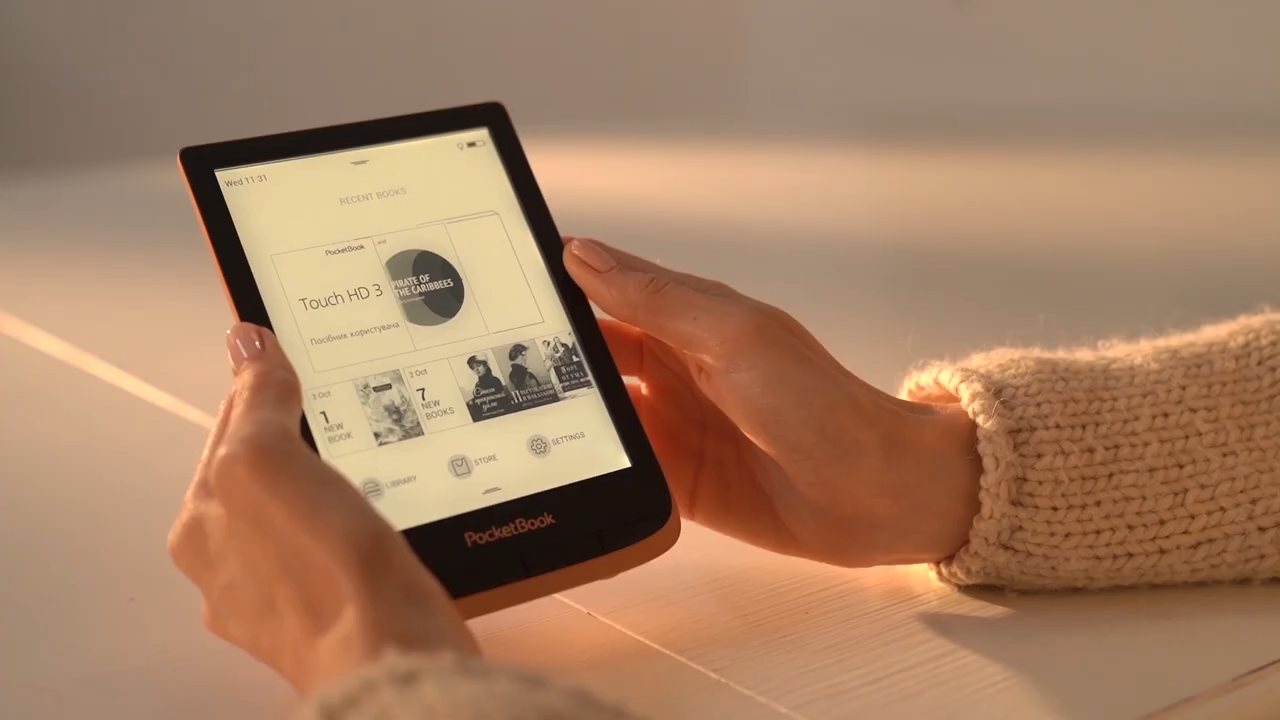 Wed 11:31
RECENT BOOKS
PocketBook
Touch HD 3
Посібник користувача
and
PIRATE OF
THE CARIBBEES
3 Oct
1
NEW
BOOK
2 Oct
7
NEW
BOOKS
LIBRARY
STORE
SETTINGS
PocketBook